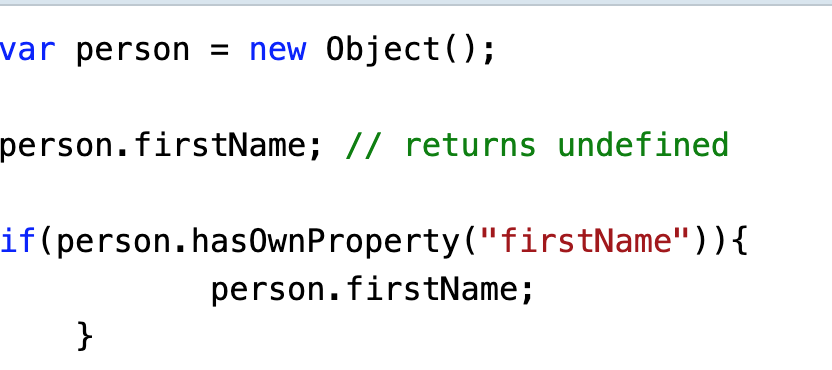 var person = new Object();
person.firstName; // returns undefined
if(person.hasOwnProperty("firstName")){
person.firstName;
}